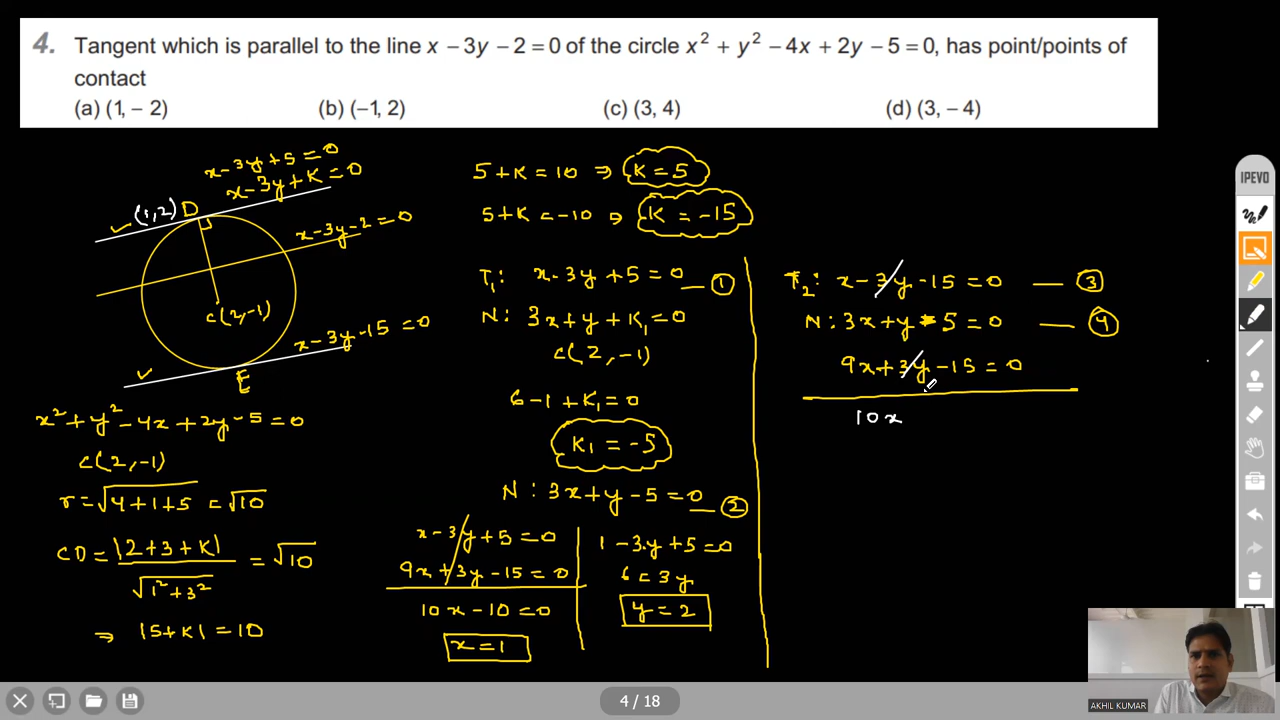 4. Tangent which is parallel to the line x − 3y − 2 = 0 of the circle x² + y² − 4x + 2y − 5 = 0, has point/points of
contact
(a) (1, − 2) (b) (−1, 2) (c) (3, 4) (d) (3, − 4)
x-3y+5=0
x-3y+K=0
(1,2) D
x-3y-2=0
C(2,-1)
x-3y-15=0
E
x²+y²-4x+2y-5=0
C(2,-1)
r=√4+1+5 =√10
CD=|2+3+K|/√1²+3² =√10
⇒ |5+K|=10
5+K=10 ⇒ K=5
5+K=-10 ⇒ K=-15
T₁: x-3y+5=0 — ①
N: 3x+y+K₁=0
C(2,-1)
6-1+K₁=0
K₁=-5
N: 3x+y-5=0 — ②
x-3y+5=0
9x+3y-15=0
10x-10=0
x=1
1-3y+5=0
6=3y
y=2
T₂: x-3y-15=0 — ③
N: 3x+y-5=0 — ④
9x+3y-15=0
10x
IPEVO
4 / 18
AKHIL KUMAR